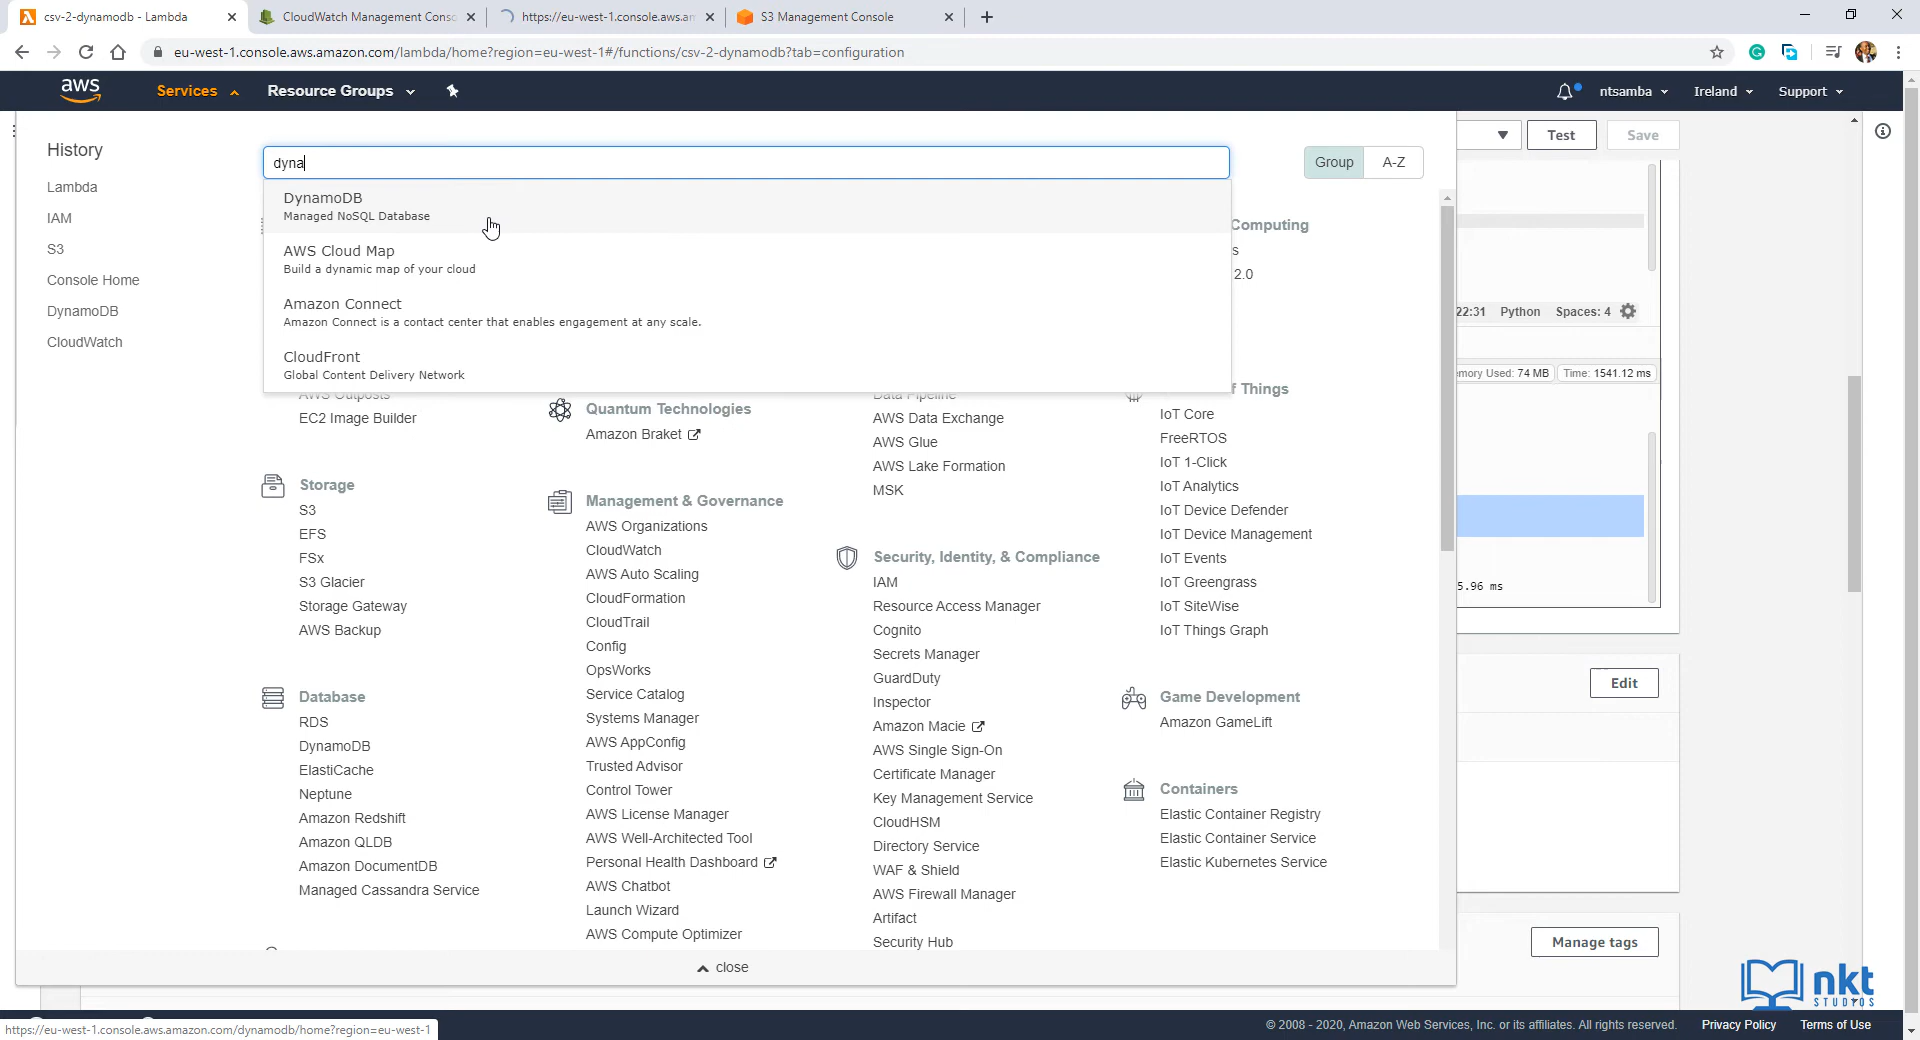 csv-2-dynamodb - Lambda
CloudWatch Management Conso
https://eu-west-1.console.aws.am
S3 Management Console
eu-west-1.console.aws.amazon.com/lambda/home?region=eu-west-1#/functions/csv-2-dynamodb?tab=configuration
aws
Services
Resource Groups
ntsamba
Ireland
Support
History
Lambda
IAM
S3
Console Home
DynamoDB
CloudWatch
dyna
Group
A-Z
Test
Save
DynamoDB
Managed NoSQL Database
AWS Cloud Map
Build a dynamic map of your cloud
Amazon Connect
Amazon Connect is a contact center that enables engagement at any scale.
CloudFront
Global Content Delivery Network
AWS Outposts
EC2 Image Builder
Storage
S3
EFS
FSx
S3 Glacier
Storage Gateway
AWS Backup
Database
RDS
DynamoDB
ElastiCache
Neptune
Amazon Redshift
Amazon QLDB
Amazon DocumentDB
Managed Cassandra Service
Quantum Technologies
Amazon Braket
Management & Governance
AWS Organizations
CloudWatch
AWS Auto Scaling
CloudFormation
CloudTrail
Config
OpsWorks
Service Catalog
Systems Manager
AWS AppConfig
Trusted Advisor
Control Tower
AWS License Manager
AWS Well-Architected Tool
Personal Health Dashboard
AWS Chatbot
Launch Wizard
AWS Compute Optimizer
Data Pipeline
AWS Data Exchange
AWS Glue
AWS Lake Formation
MSK
Security, Identity, & Compliance
IAM
Resource Access Manager
Cognito
Secrets Manager
GuardDuty
Inspector
Amazon Macie
AWS Single Sign-On
Certificate Manager
Key Management Service
CloudHSM
Directory Service
WAF & Shield
AWS Firewall Manager
Artifact
Security Hub
Computing
s
2.0
f Things
IoT Core
FreeRTOS
IoT 1-Click
IoT Analytics
IoT Device Defender
IoT Device Management
IoT Events
IoT Greengrass
IoT SiteWise
IoT Things Graph
Game Development
Amazon GameLift
Containers
Elastic Container Registry
Elastic Container Service
Elastic Kubernetes Service
22:31 Python Spaces: 4
mory Used: 74 MB
Time: 1541.12 ms
5.96 ms
Edit
Manage tags
close
nkt
STUDIOS
https://eu-west-1.console.aws.amazon.com/dynamodb/home?region=eu-west-1
© 2008 - 2020, Amazon Web Services, Inc. or its affiliates. All rights reserved.
Privacy Policy
Terms of Use